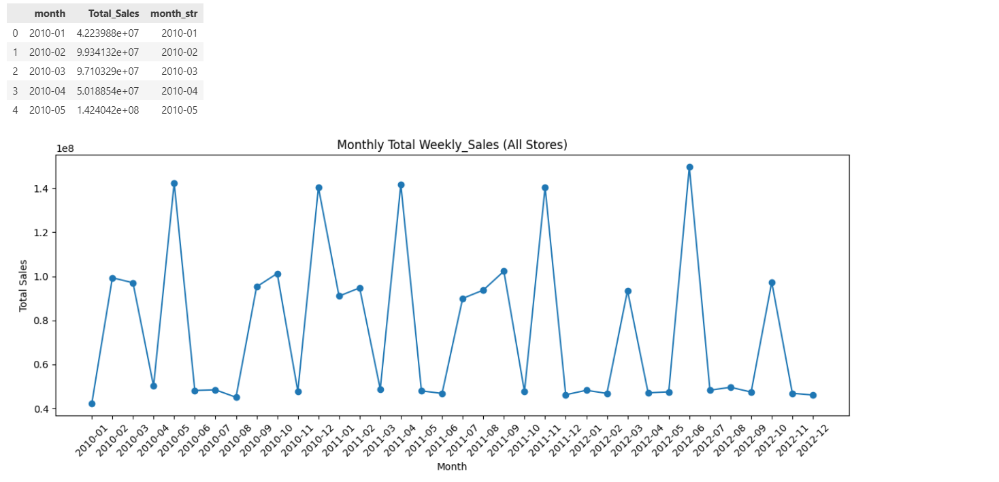 month Total_Sales month_str
0 2010-01 4.223988e+07 2010-01
1 2010-02 9.934132e+07 2010-02
2 2010-03 9.710329e+07 2010-03
3 2010-04 5.018854e+07 2010-04
4 2010-05 1.424042e+08 2010-05
Monthly Total Weekly_Sales (All Stores)
1e8
1.4
1.2
1.0
0.8
0.6
0.4
Total Sales
2010-01 2010-02 2010-03 2010-04 2010-05 2010-06 2010-07 2010-08 2010-09 2010-10 2010-11 2010-12 2011-01 2011-02 2011-03 2011-04 2011-05 2011-06 2011-07 2011-08 2011-09 2011-10 2011-11 2011-12 2012-01 2012-02 2012-03 2012-04 2012-05 2012-06 2012-07 2012-08 2012-09 2012-10 2012-11 2012-12
Month